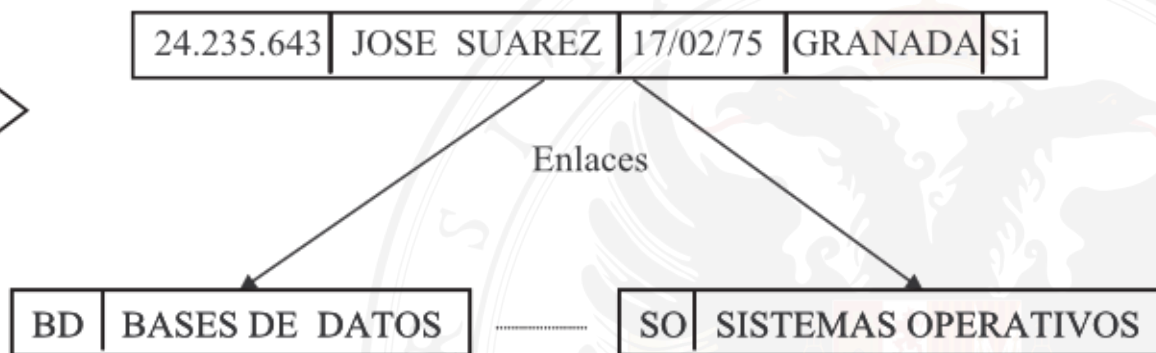 24.235.643 JOSE SUAREZ 17/02/75 GRANADA Si
Enlaces
BD BASES DE DATOS SO SISTEMAS OPERATIVOS